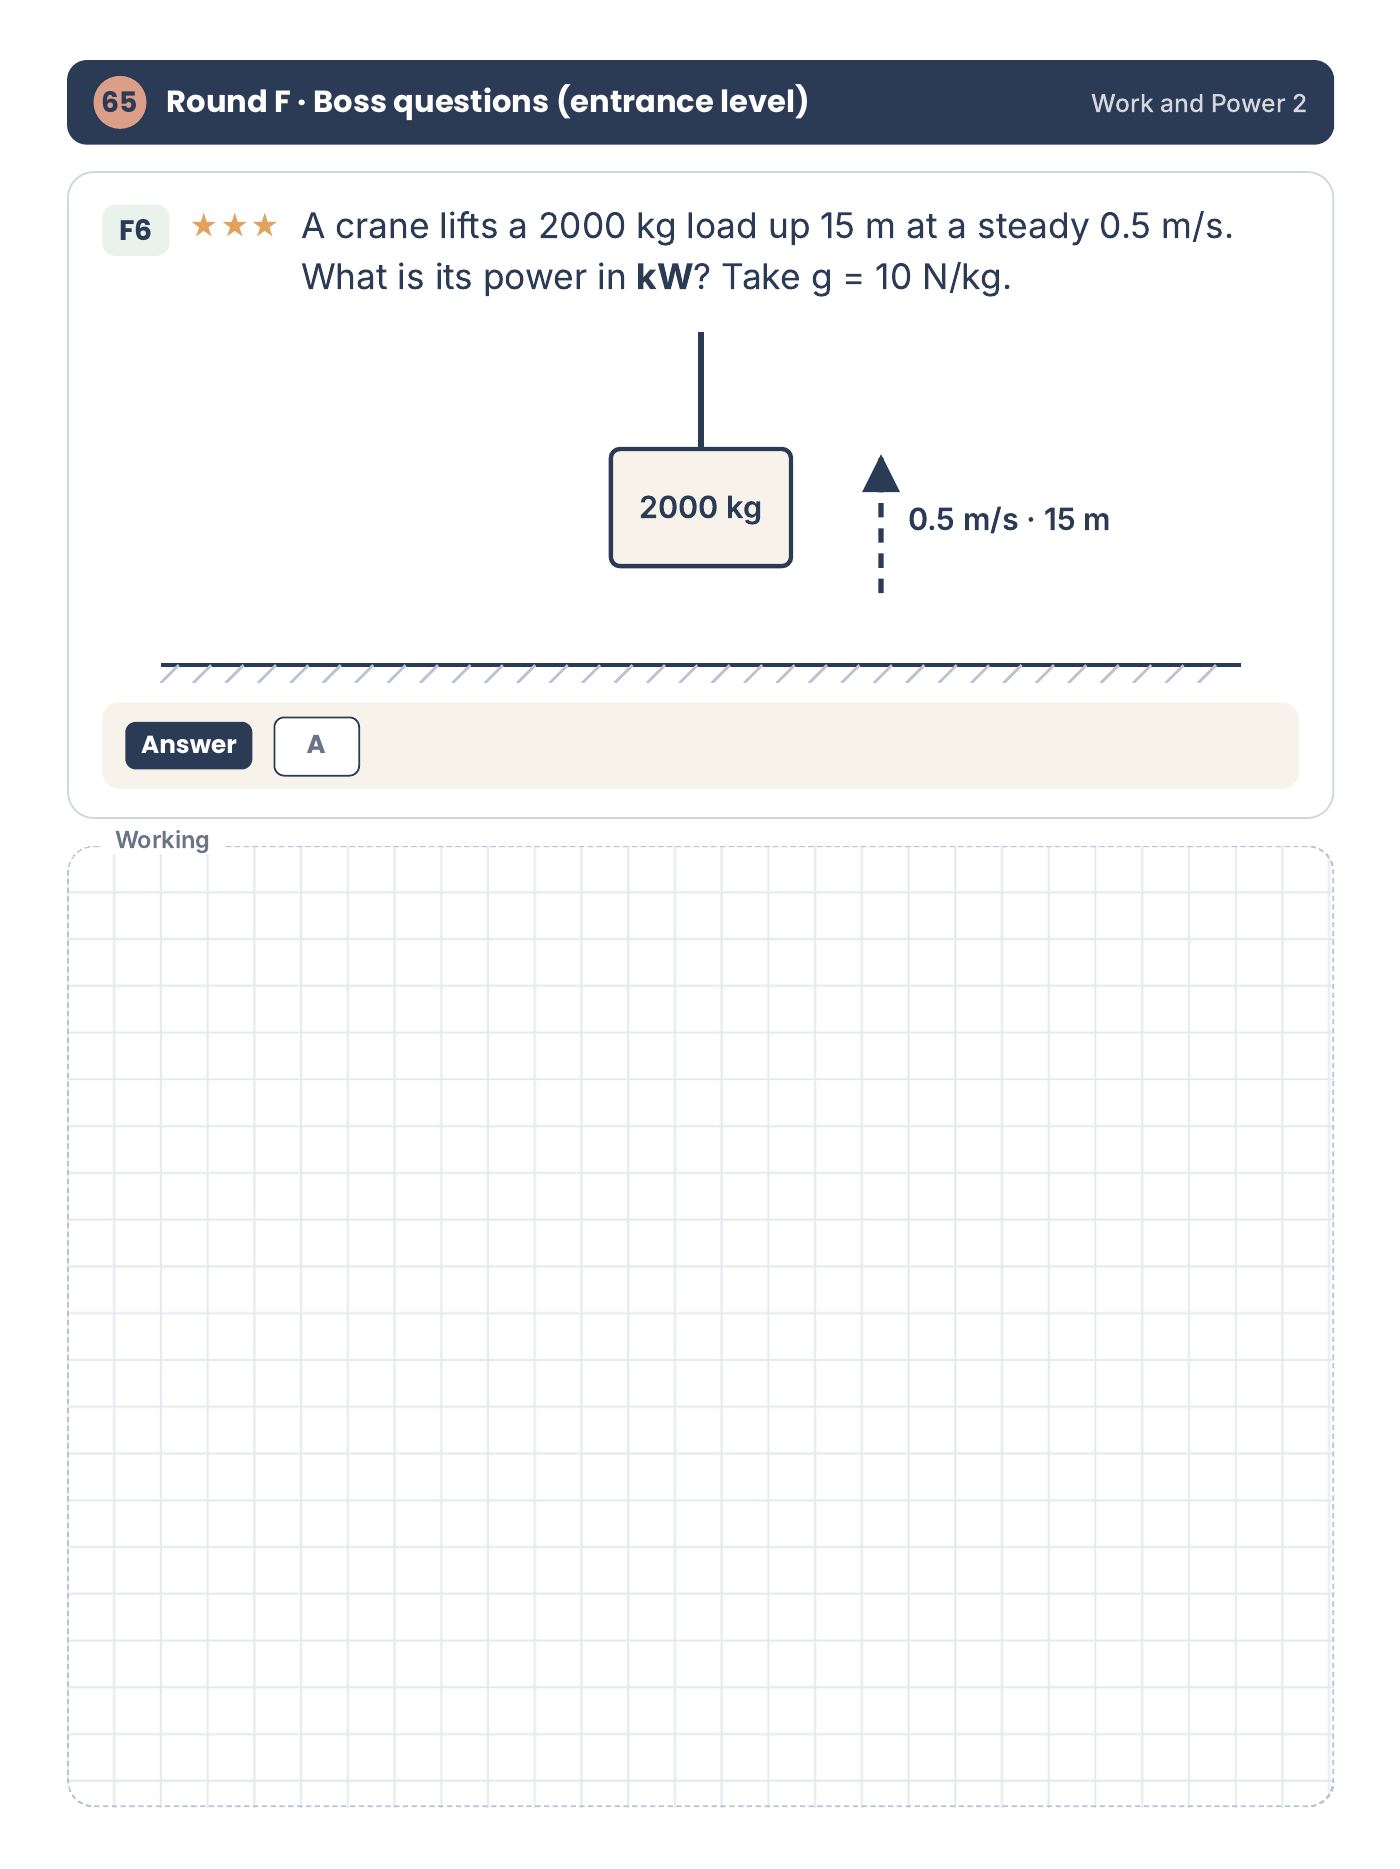 65 Round F · Boss questions (entrance level) Work and Power 2
F6 ★★★ A crane lifts a 2000 kg load up 15 m at a steady 0.5 m/s.
What is its power in kW? Take g = 10 N/kg.
2000 kg
0.5 m/s · 15 m
Answer A
Working